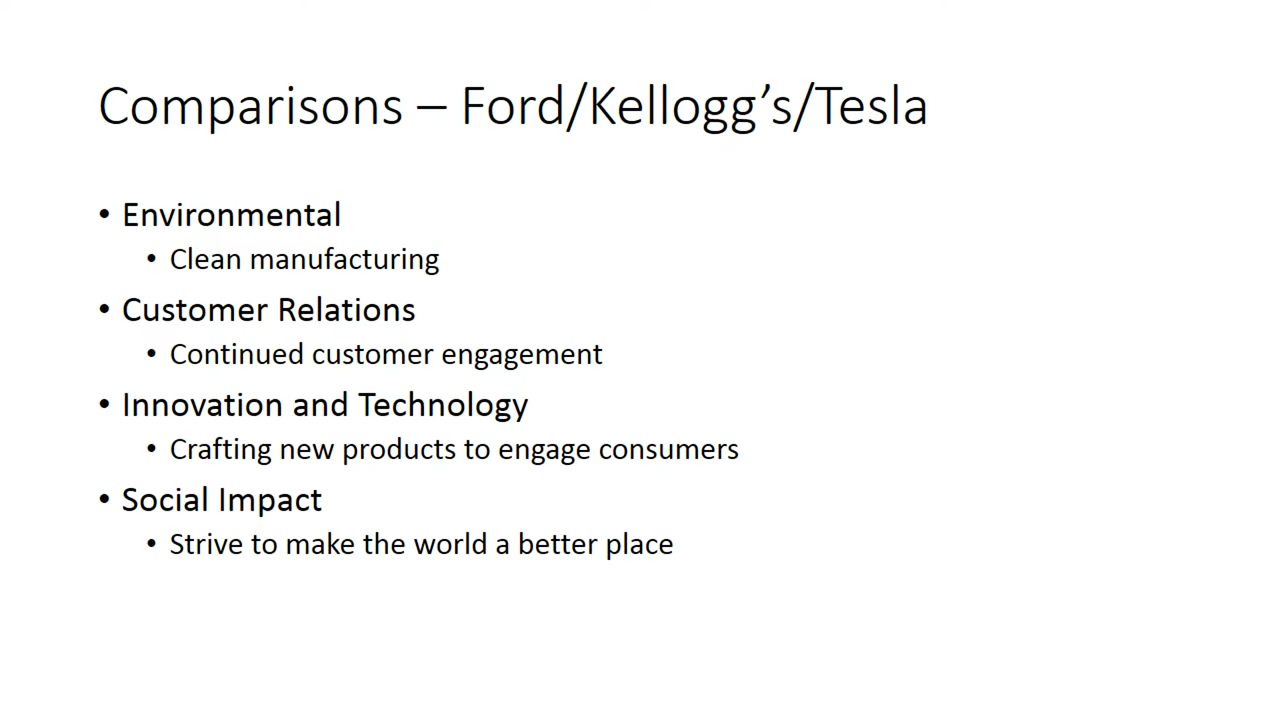 Comparisons – Ford/Kellogg’s/Tesla
• Environmental
• Clean manufacturing
• Customer Relations
• Continued customer engagement
• Innovation and Technology
• Crafting new products to engage consumers
• Social Impact
• Strive to make the world a better place